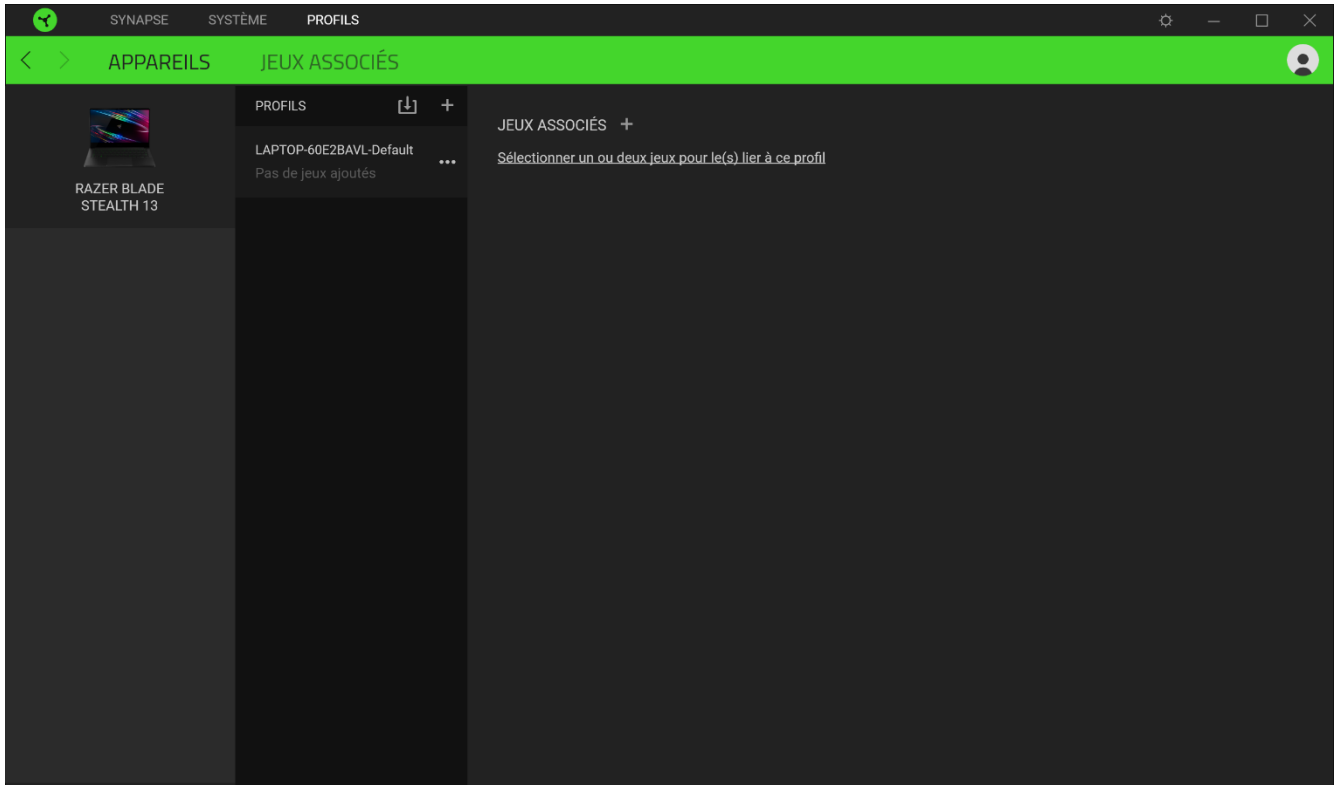 SYNAPSE SYSTÈME PROFILS
APPAREILS JEUX ASSOCIÉS
RAZER BLADE
STEALTH 13
PROFILS
LAPTOP-60E2BAVL-Default
Pas de jeux ajoutés
JEUX ASSOCIÉS
Sélectionner un ou deux jeux pour le(s) lier à ce profil